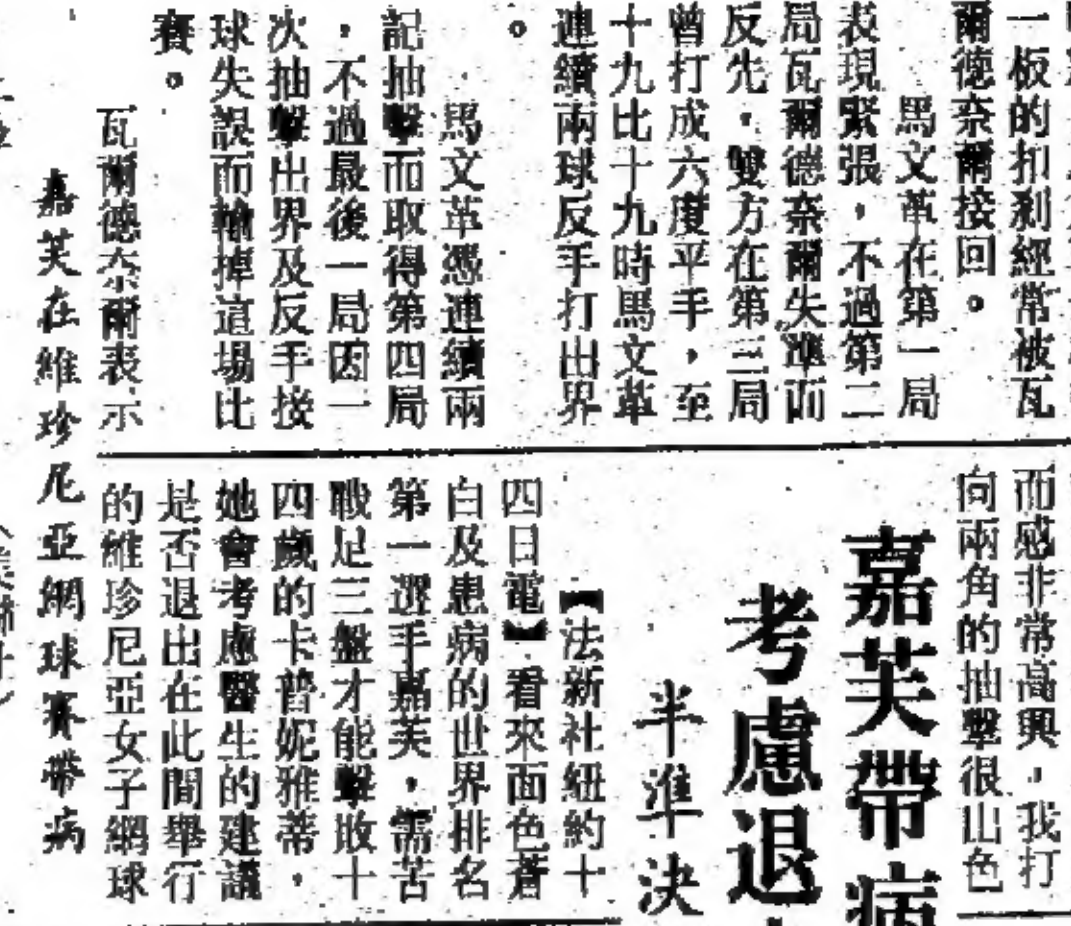 一板的扣剎經常被瓦
爾德奈爾接回。
馬文革在第一局
表現緊張，不過第二
局瓦爾德奈爾失準而
反先，雙方在第三局
曾打成六度平手，至
十九比十九時馬文革
連續兩球反手打出界
。
馬文革憑連續兩
記抽擊而取得第四局
，不過最後一局因一
次抽擊出界及反手接
球失誤而輸掉這場比
賽。
瓦爾德奈爾表示
而感非常高興，我打
向兩角的抽擊很出色
嘉芙帶病
考慮退
半準決
【法新社紐約十
四日電】看來面色蒼
白及患病的世界排名
第一選手嘉芙，需苦
戰足三盤才能擊敗十
四歲的卡普妮雅蒂，
她會考慮醫生的建議
是否退出在此間舉行
的維珍尼亞女子網球
嘉芙在維珍尼亞網球賽帶病